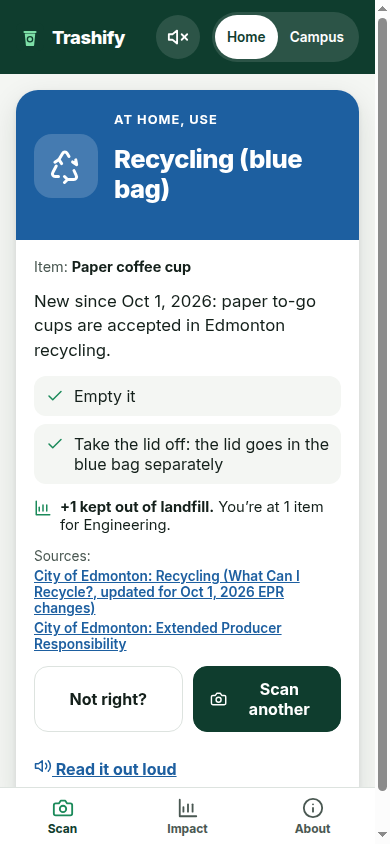 Trashify
Home
Campus
AT HOME, USE
Recycling (blue
bag)
Item: Paper coffee cup
New since Oct 1, 2026: paper to-go
cups are accepted in Edmonton
recycling.
Empty it
Take the lid off: the lid goes in the
blue bag separately
+1 kept out of landfill. You’re at 1 item
for Engineering.
Sources:
City of Edmonton: Recycling (What Can I
Recycle?, updated for Oct 1, 2026 EPR
changes)
City of Edmonton: Extended Producer
Responsibility
Not right?
Scan
another
Read it out loud
Scan
Impact
About